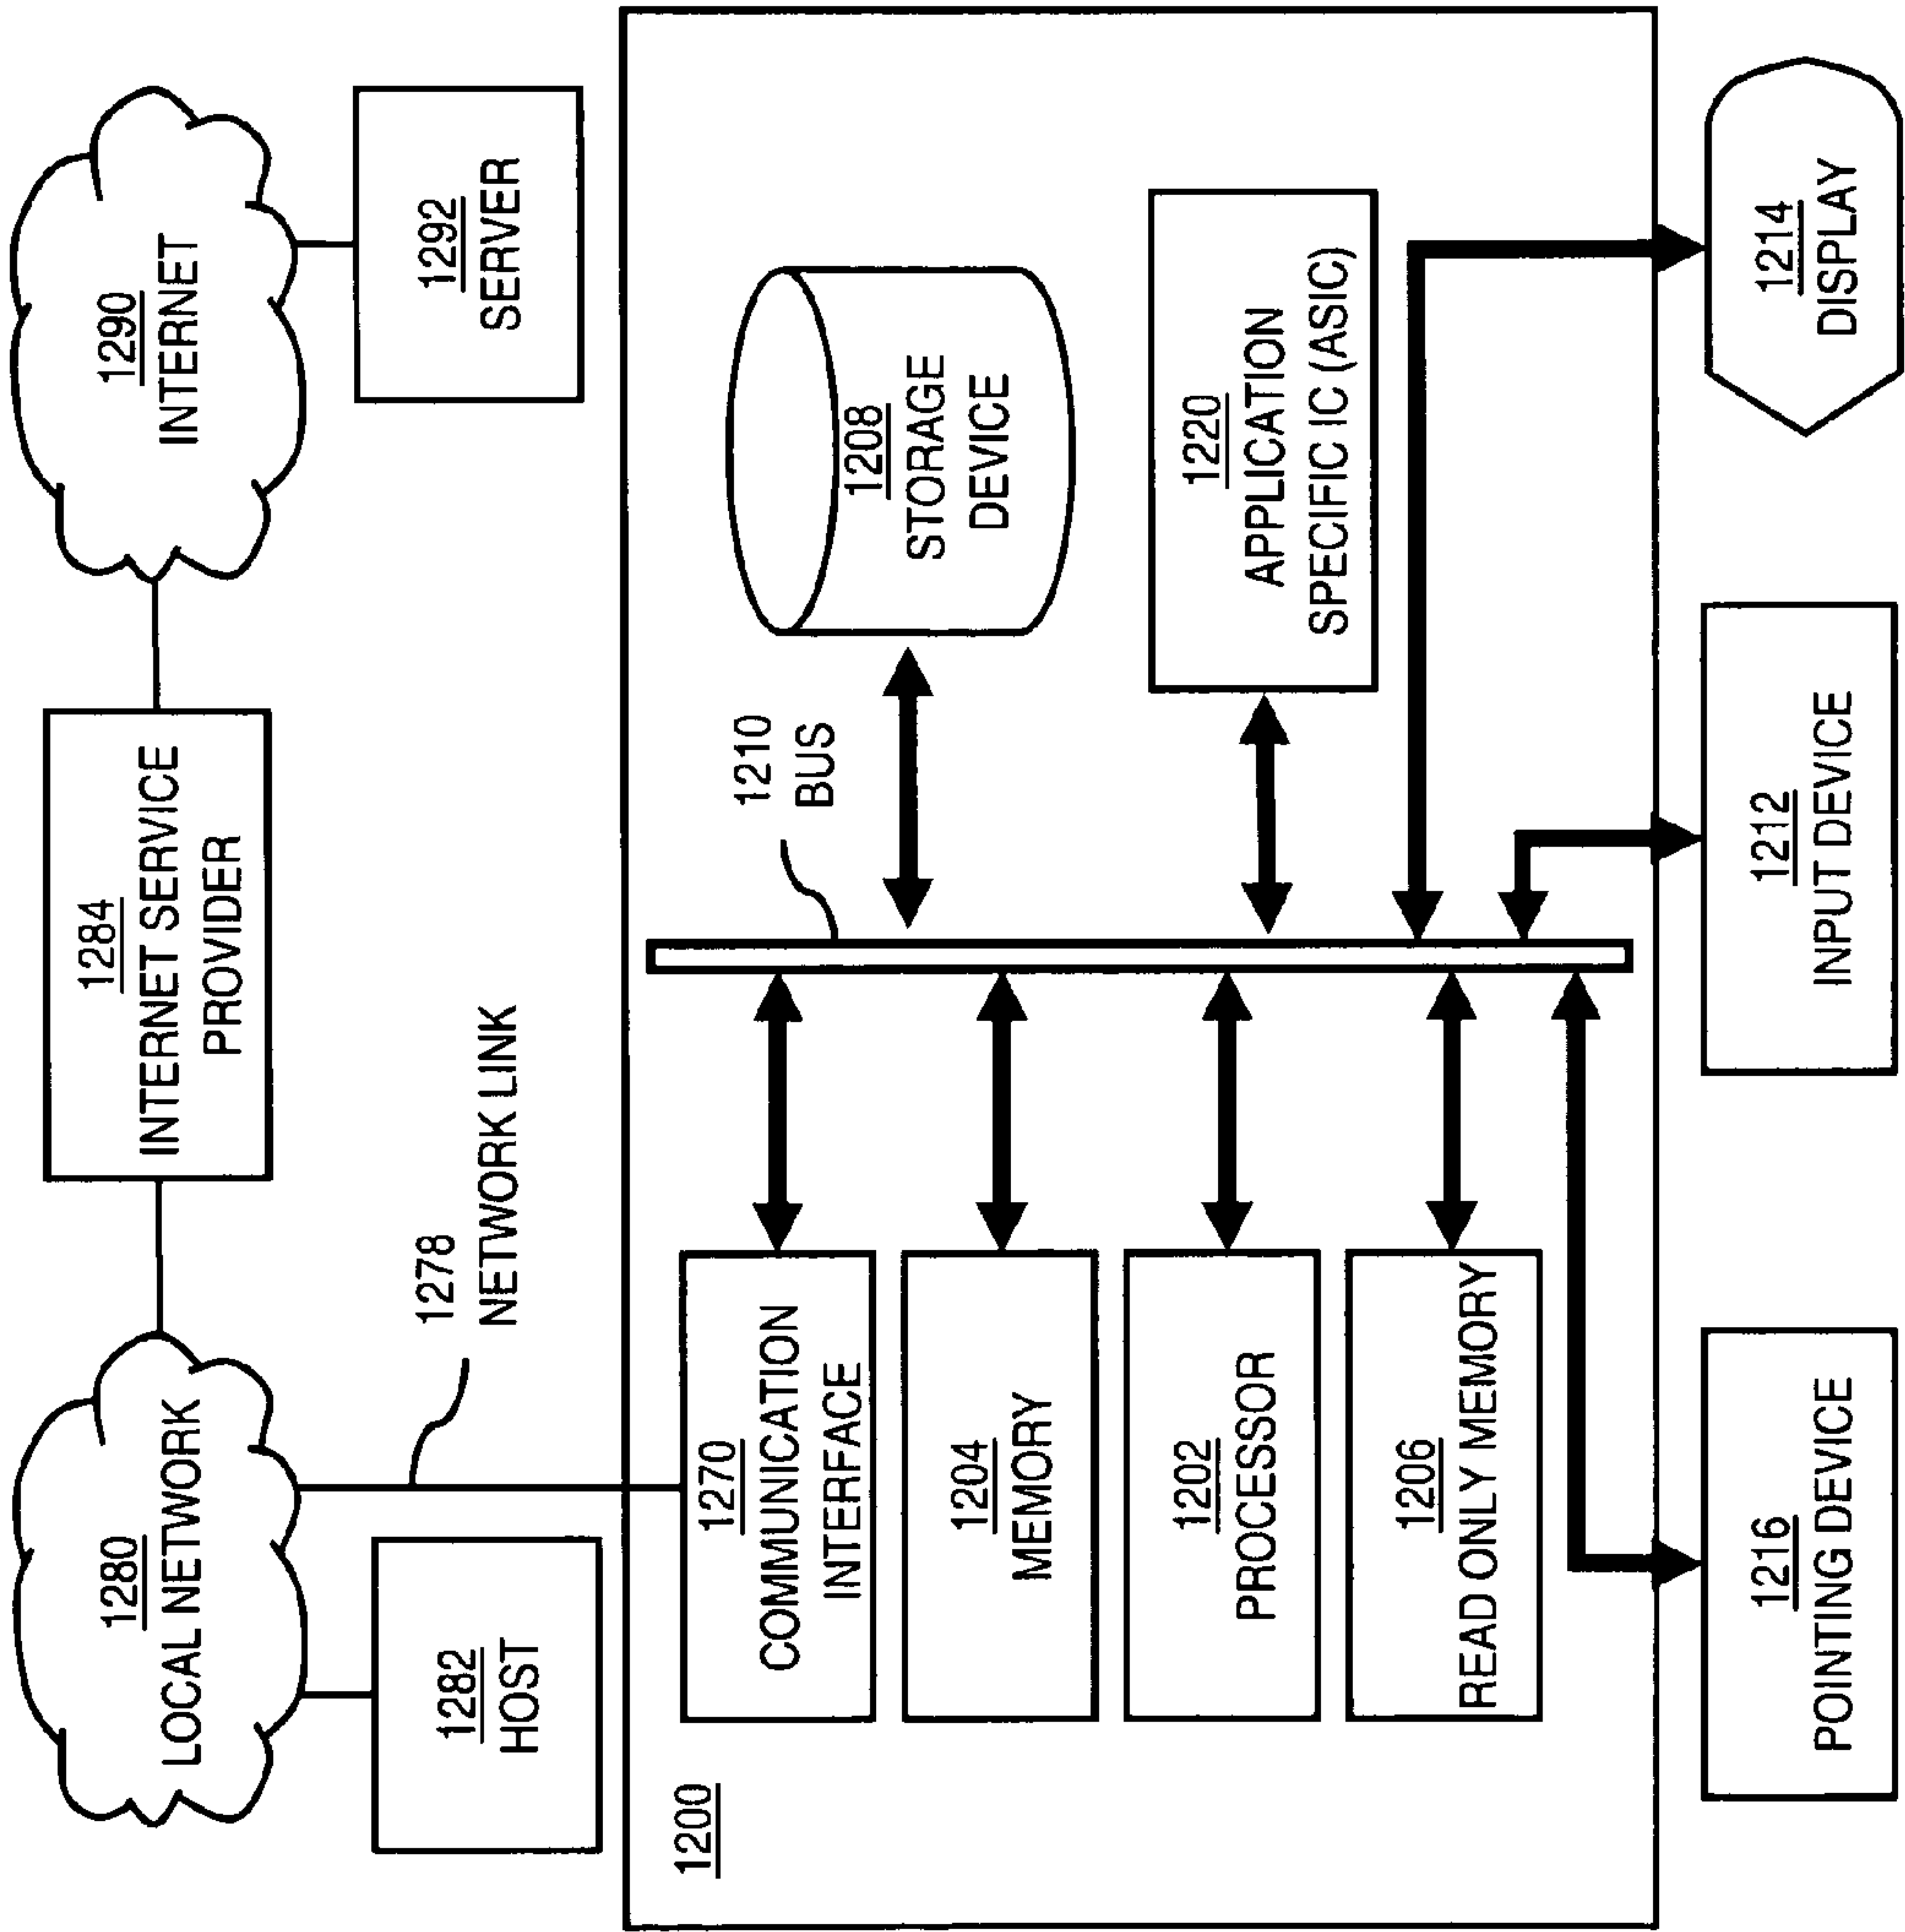 1280
LOCAL NETWORK
1284
INTERNET SERVICE
PROVIDER
1290
INTERNET
1282
HOST
1278
NETWORK LINK
1292
SERVER
1200
1270
COMMUNICATION
INTERFACE
1204
MEMORY
1202
PROCESSOR
1206
READ ONLY MEMORY
1210
BUS
1208
STORAGE
DEVICE
1220
APPLICATION
SPECIFIC IC (ASIC)
1216
POINTING DEVICE
1212
INPUT DEVICE
1214
DISPLAY